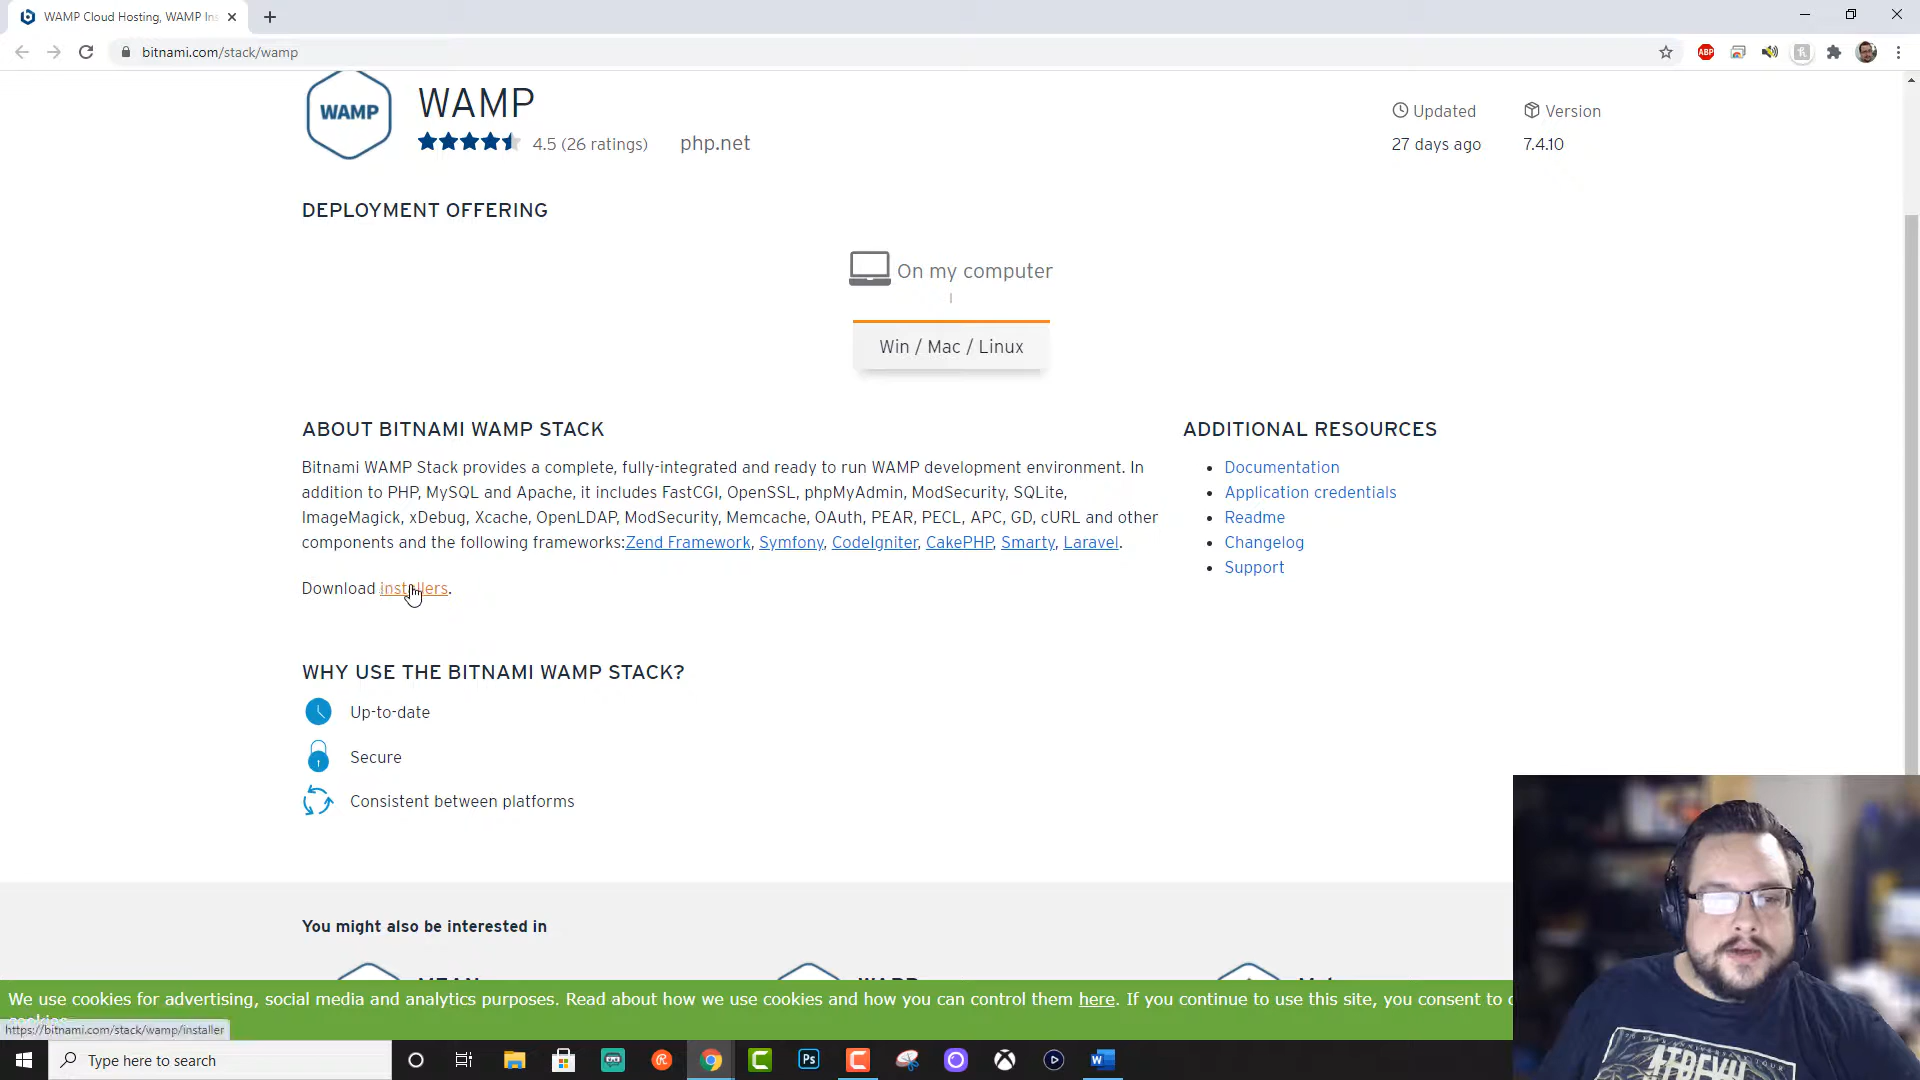 WAMP Cloud Hosting, WAMP Ins
bitnami.com/stack/wamp
ABP
WAMP
WAMP
4.5 (26 ratings)
php.net
Updated
27 days ago
Version
7.4.10
DEPLOYMENT OFFERING
On my computer
Win / Mac / Linux
ABOUT BITNAMI WAMP STACK
Bitnami WAMP Stack provides a complete, fully-integrated and ready to run WAMP development environment. In
addition to PHP, MySQL and Apache, it includes FastCGI, OpenSSL, phpMyAdmin, ModSecurity, SQLite,
ImageMagick, xDebug, Xcache, OpenLDAP, ModSecurity, Memcache, OAuth, PEAR, PECL, APC, GD, cURL and other
components and the following frameworks:Zend Framework, Symfony, CodeIgniter, CakePHP, Smarty, Laravel.
Download installers.
ADDITIONAL RESOURCES
Documentation
Application credentials
Readme
Changelog
Support
WHY USE THE BITNAMI WAMP STACK?
Up-to-date
Secure
Consistent between platforms
You might also be interested in
We use cookies for advertising, social media and analytics purposes. Read about how we use cookies and how you can control them here. If you continue to use this site, you consent to
https://bitnami.com/stack/wamp/installer
Type here to search
Ps